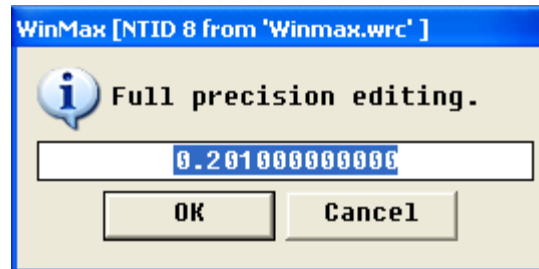 WinMax [NTID 8 from 'Winmax.wrc' ]
Full precision editing.
0.201000000000
OK Cancel